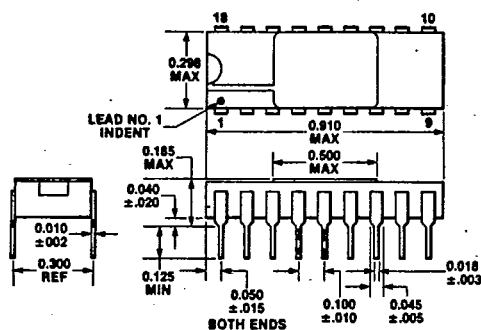 18
10
0.298
MAX
LEAD NO. 1
INDENT
1
9
0.910
MAX
0.185
MAX
0.500
MAX
0.040
±.020
0.010
±.002
0.300
REF
0.125
MIN
0.050
±.015
BOTH ENDS
0.100
±.010
0.045
±.005
0.018
±.003